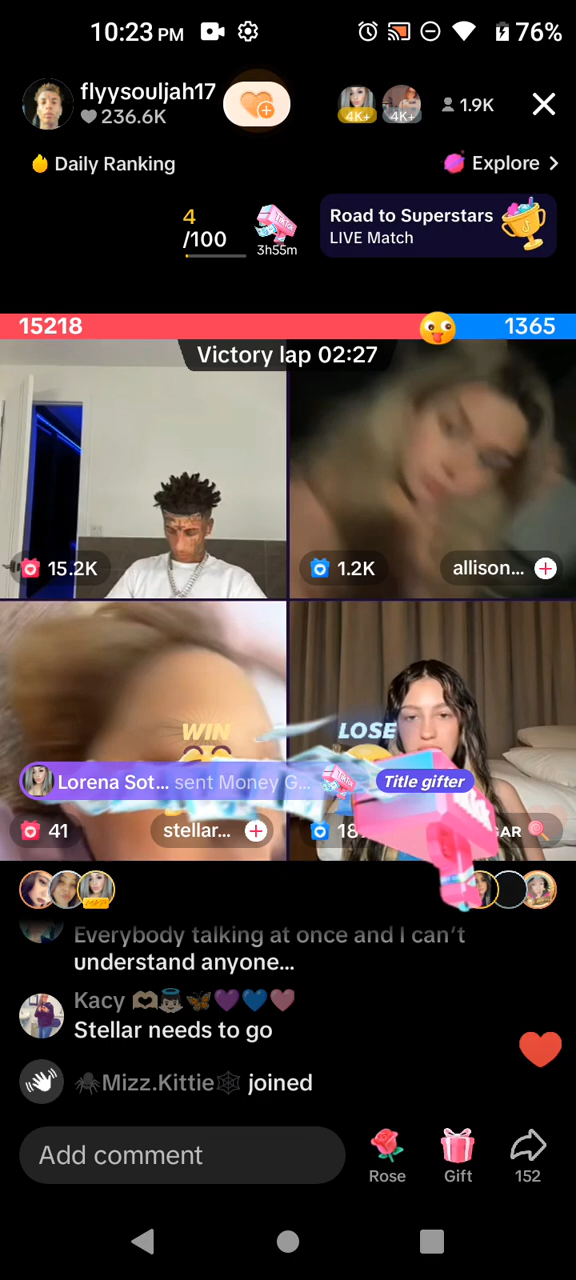 10:23 PM
76%
flyysouljah17
236.6K
4K+
4K+
1.9K
Daily Ranking
Explore >
4
/100
TikTok
3h55m
Road to Superstars
LIVE Match
15218
1365
Victory lap 02:27
15.2K
1.2K
allison...
WIN
LOSE
Lorena Sot... sent Money G...
Title gifter
41
stellar...
18
GAR
Everybody talking at once and I can't
understand anyone...
Kacy
Stellar needs to go
Mizz.Kittie joined
Add comment
Rose
Gift
152